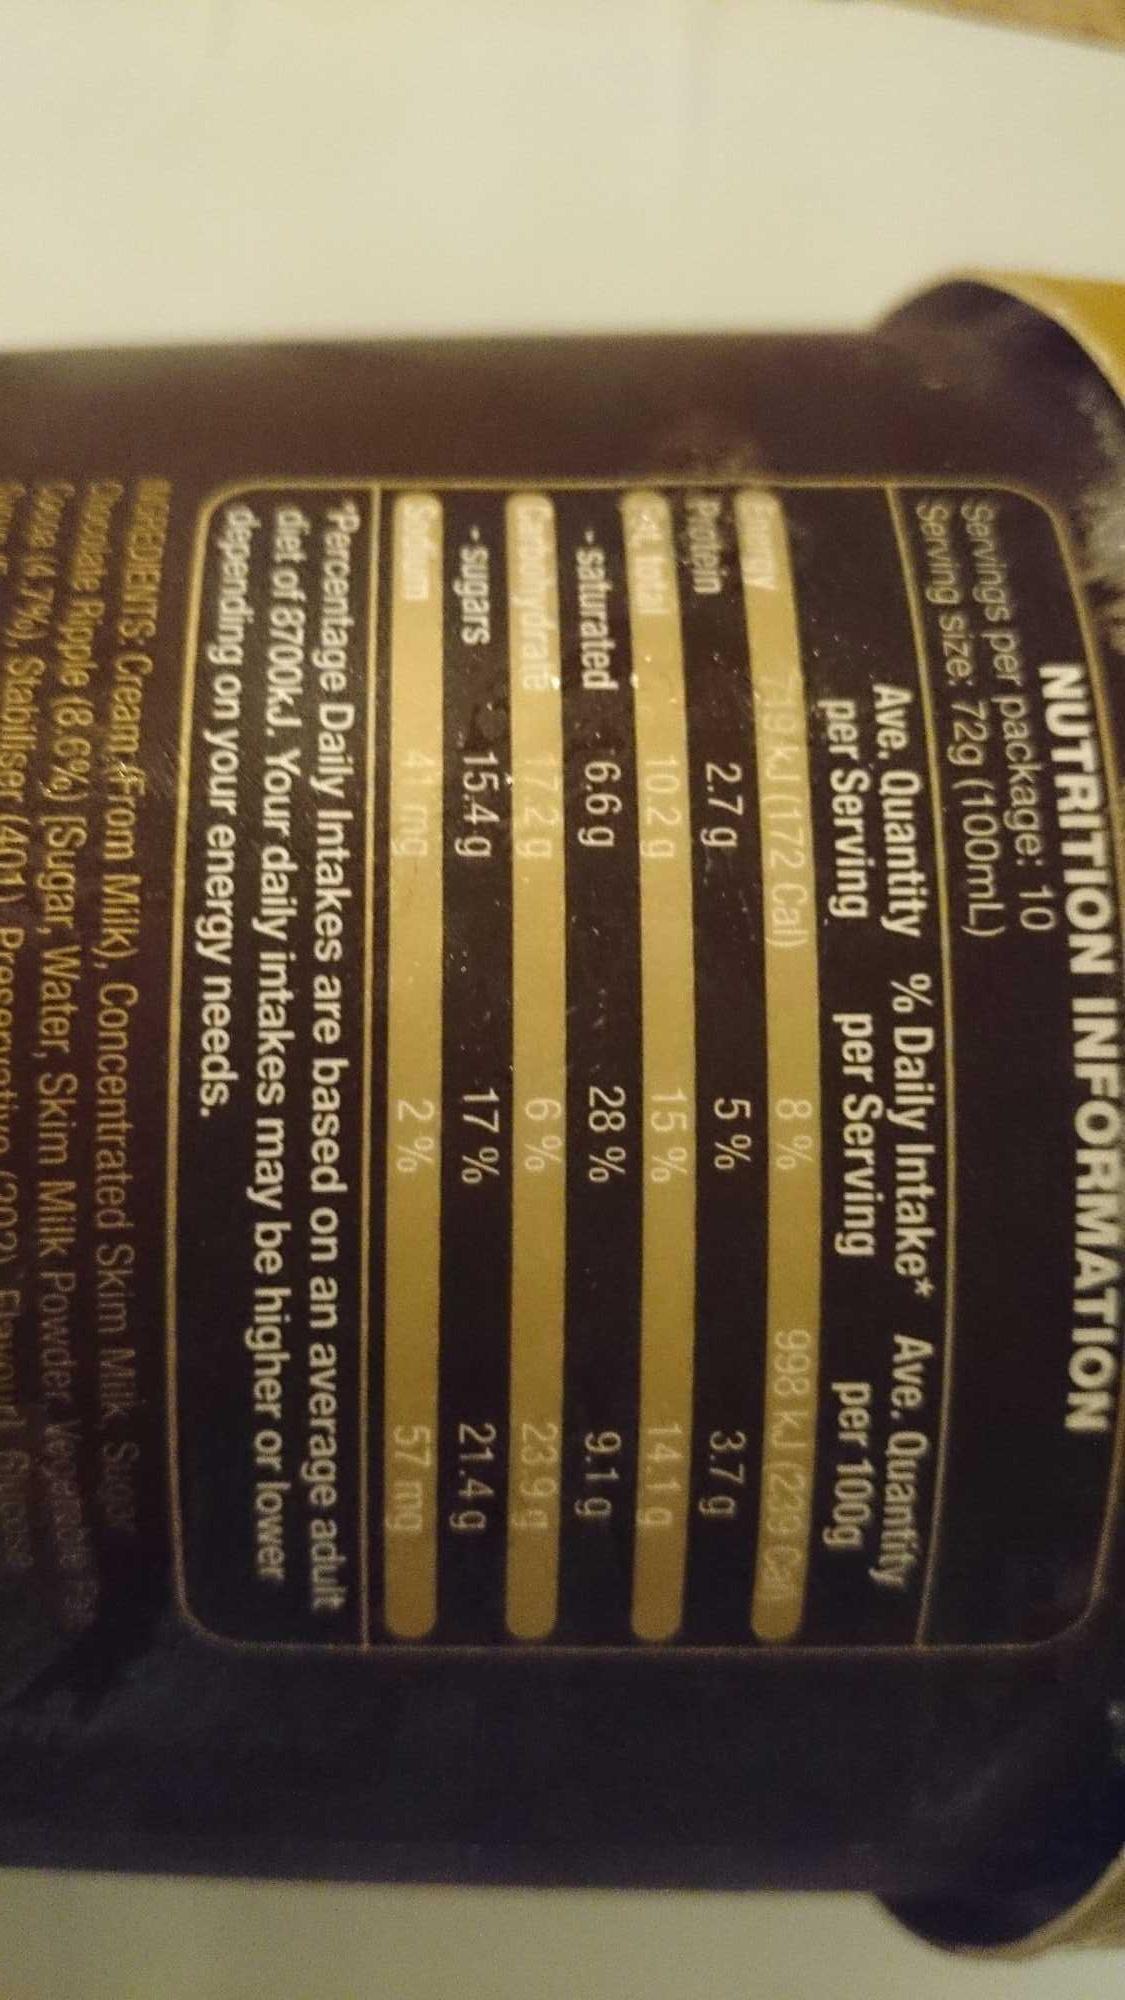 NUTRITION INFORMATION
Servings per package: 10
Serving size: 72g (100mL)
Ave. Quantity % Daily Intake* Ave. Quantity
per Serving per Serving per 100g
Energy 719 kJ (172 Cal) 8 % 998 kJ (239 Cal)
Protein 2.7 g 5 % 3.7 g
Fat, total 10.2 g 15 % 14.1 g
- saturated 6.6 g 28 % 9.1 g
Carbohydrate 17.2 g 6 % 23.9 g
- sugars 15.4 g 17 % 21.4 g
Sodium 41 mg 2 % 57 mg
*Percentage Daily Intakes are based on an average adult
diet of 8700kJ. Your daily intakes may be higher or lower
depending on your energy needs.
INGREDIENTS: Cream (From Milk), Concentrated Skim Milk, Sugar,
Chocolate Ripple (8.6%) [Sugar, Water, Skim Milk Powder, Vegetable Fat,
Cocoa (4.7%), Stabiliser (401), Preservative (202), Flavour], Glucose